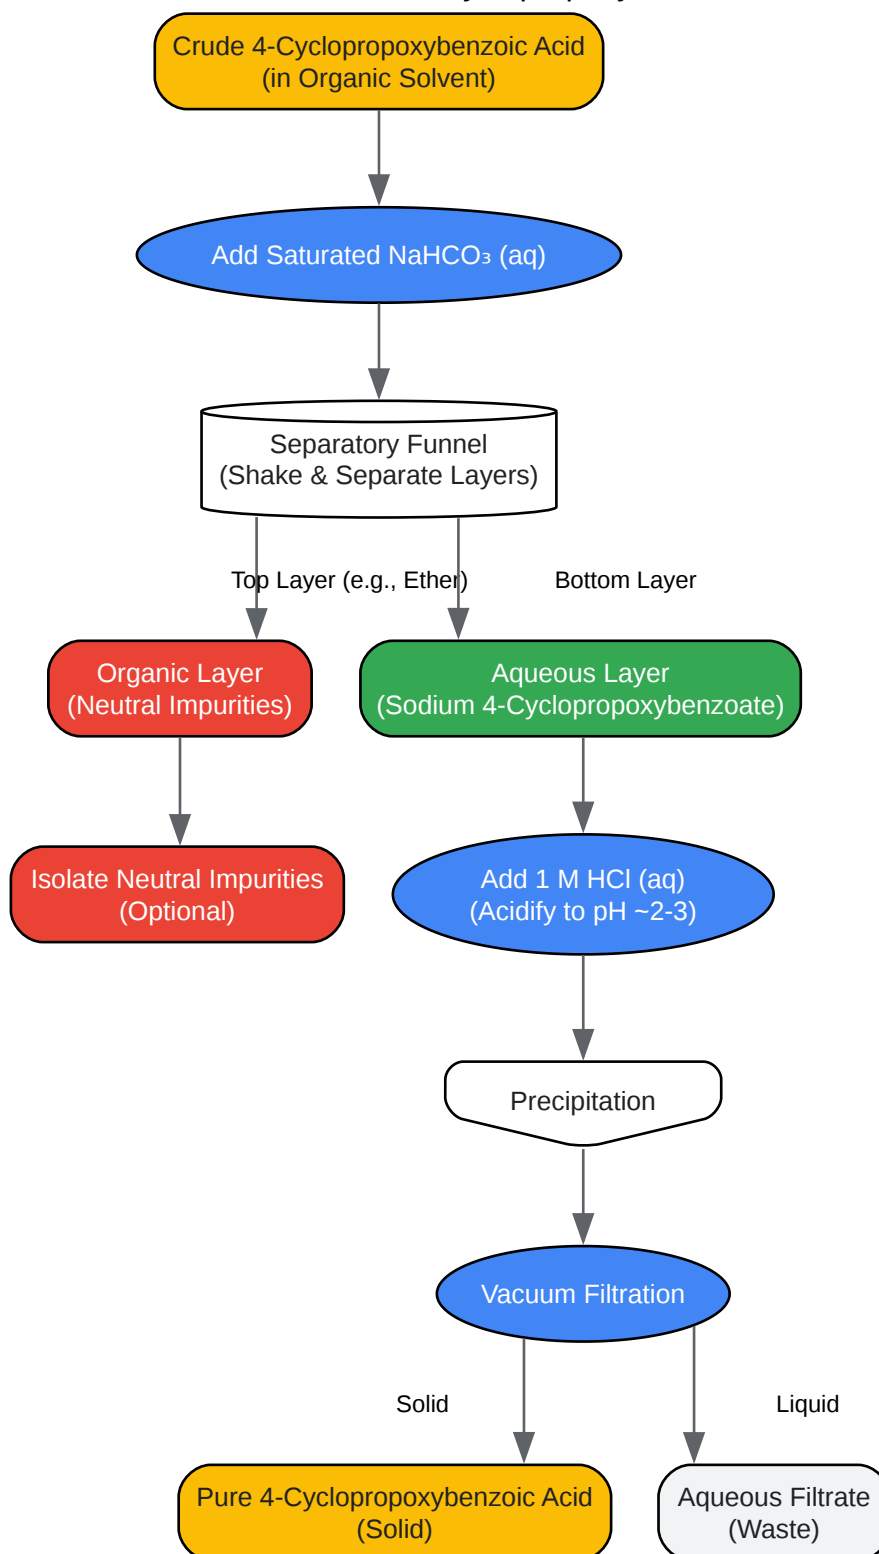 Crude 4-Cyclopropoxybenzoic Acid
(in Organic Solvent)
Add Saturated NaHCO₃ (aq)
Separatory Funnel
(Shake & Separate Layers)
Top Layer (e.g., Ether)
Bottom Layer
Organic Layer
(Neutral Impurities)
Aqueous Layer
(Sodium 4-Cyclopropoxybenzoate)
Isolate Neutral Impurities
(Optional)
Add 1 M HCl (aq)
(Acidify to pH ~2-3)
Precipitation
Vacuum Filtration
Solid
Liquid
Pure 4-Cyclopropoxybenzoic Acid
(Solid)
Aqueous Filtrate
(Waste)